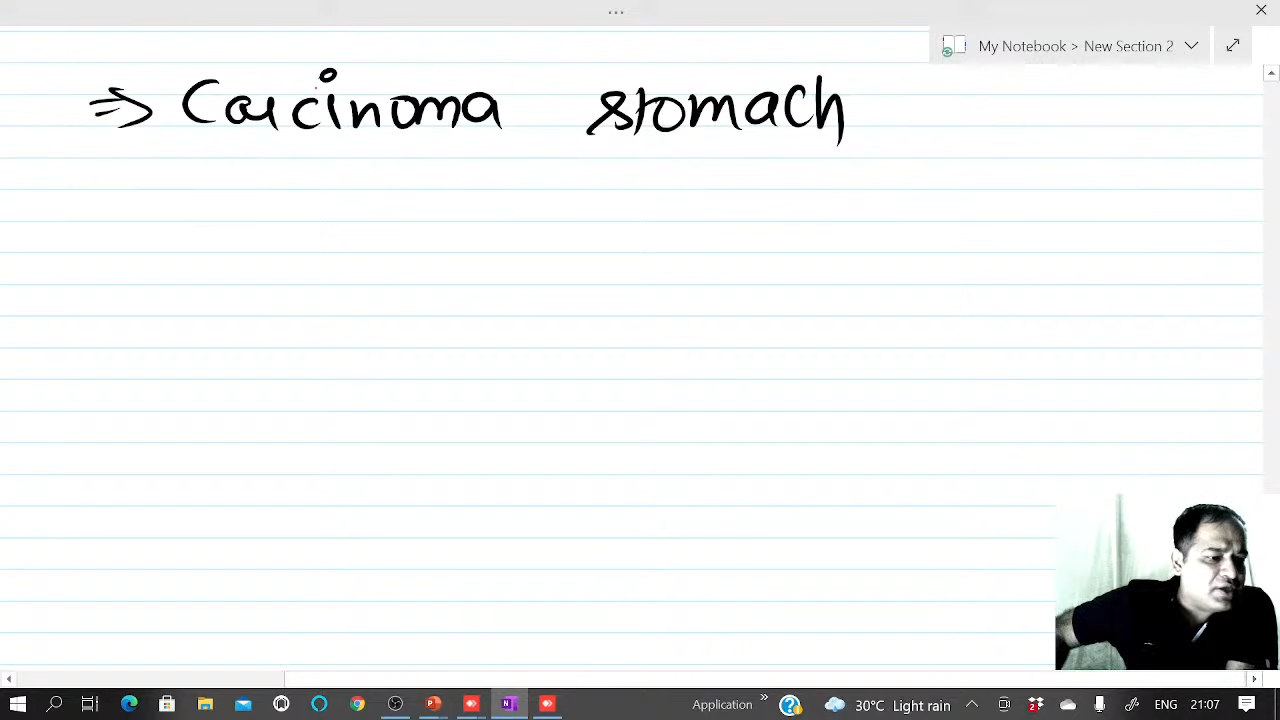 ...
My Notebook > New Section 2
⇒ Carcinoma stomach
Application
»
30°C Light rain
ENG
21:07